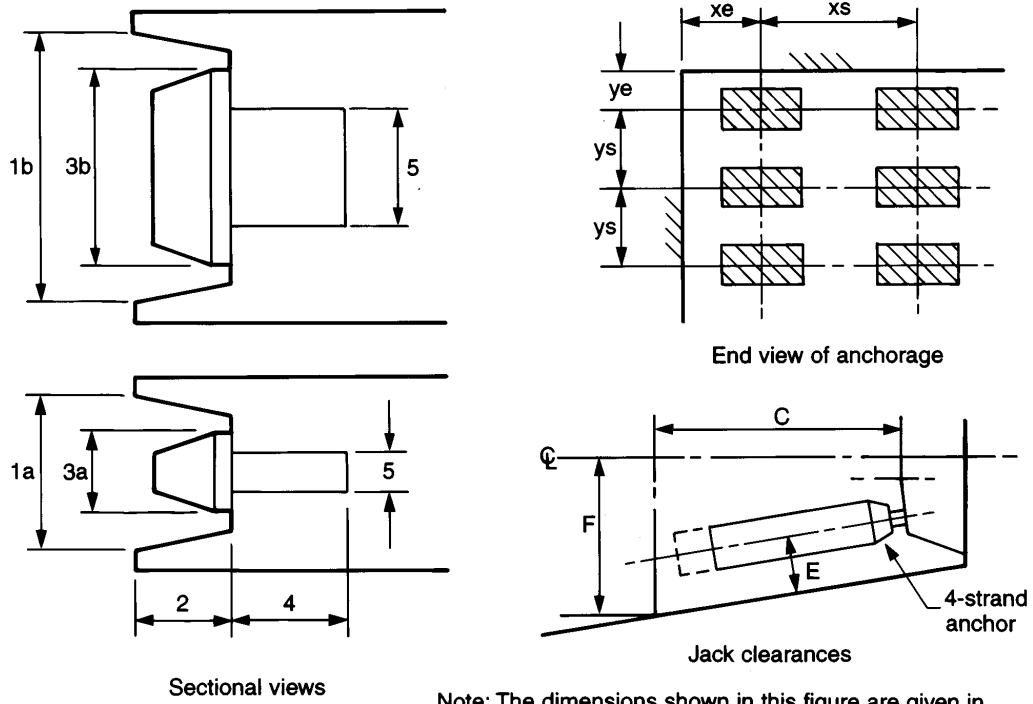 1b
3b
5
1a
3a
5
2
4
Sectional views
xe
xs
ye
ys
ys
End view of anchorage
C
℄
F
E
4-strand
anchor
Jack clearances
Note: The dimensions shown in this figure are given in